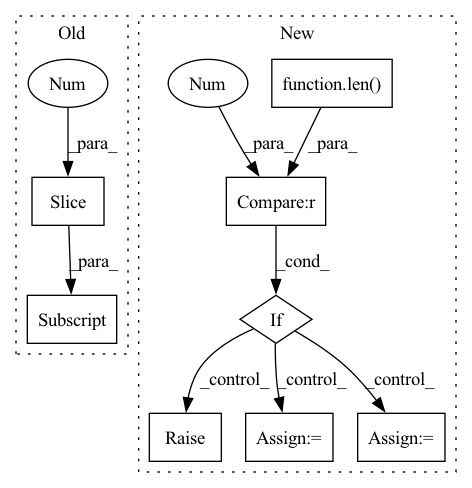 Old
New
Num
Num
function.len()
_para_
_para_
_para_
Slice
Compare:r
_para_
_cond_
Subscript
If
_control_
_control_
_control_
Raise
Assign:=
Assign:=